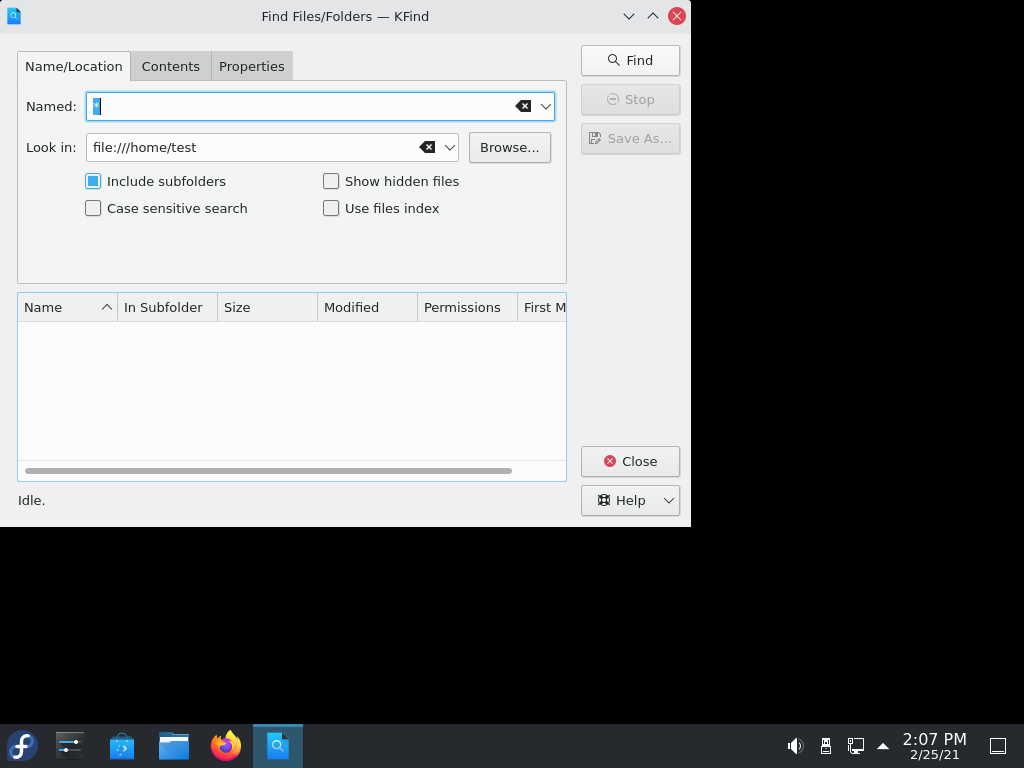 Find Files/Folders — KFind
Name/Location
Contents
Properties
Find
Stop
Save As...
Named:
*
Look in:
file:///home/test
Browse...
Include subfolders
Show hidden files
Case sensitive search
Use files index
Name
In Subfolder
Size
Modified
Permissions
First M
Close
Idle.
Help
2:07 PM
2/25/21